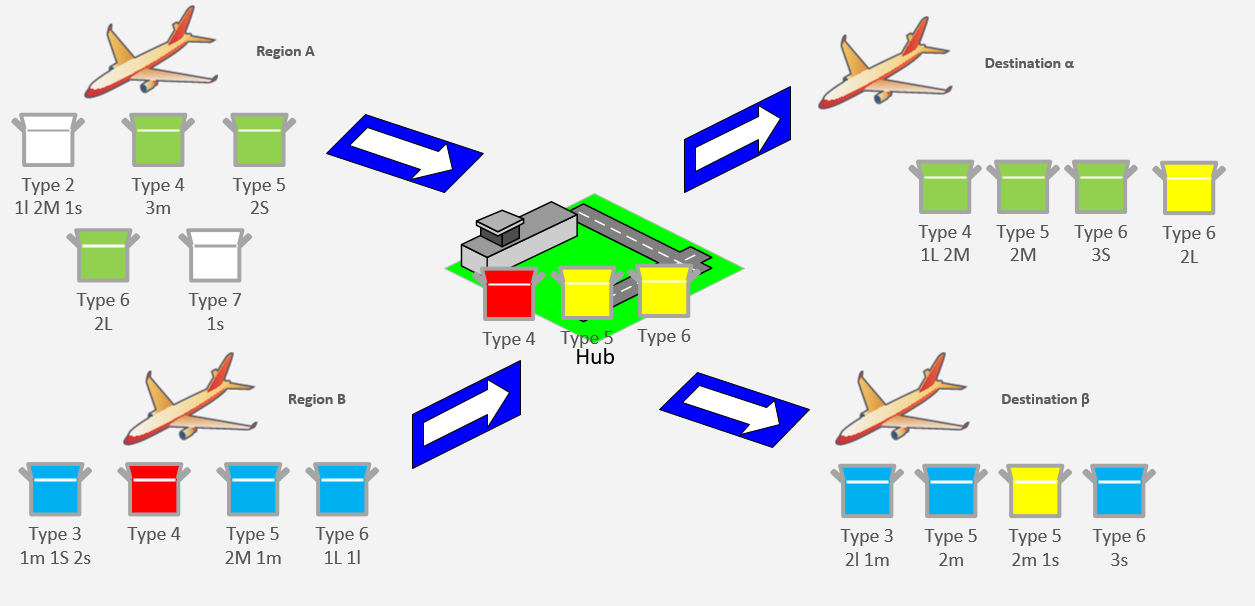 Region A
Destination α
Type 2
1l 2M 1s
Type 4
3m
Type 5
2S
Type 6
2L
Type 7
1s
Type 4
1L 2M
Type 5
2M
Type 6
3S
Type 6
2L
Type 4
Type 5
Type 6
Hub
Region B
Destination β
Type 3
1m 1S 2s
Type 4
Type 5
2M 1m
Type 6
1L 1l
Type 3
2l 1m
Type 5
2m
Type 5
2m 1s
Type 6
3s